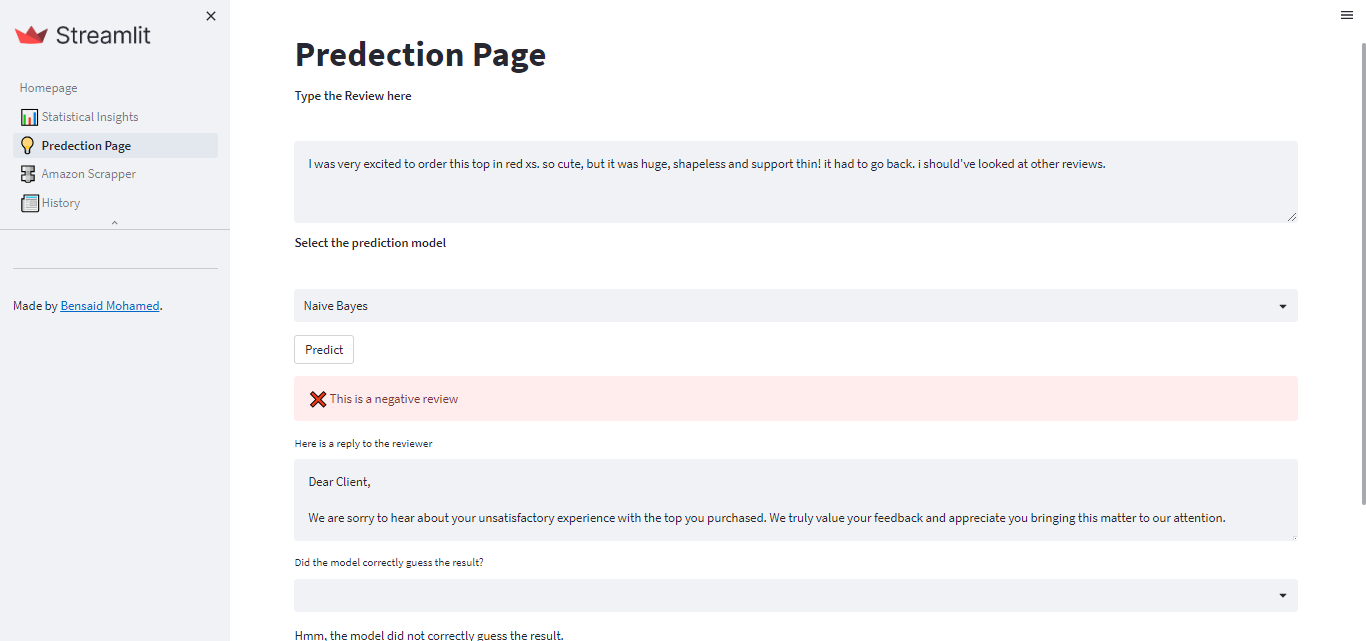 Streamlit
Homepage
Statistical Insights
Predection Page
Amazon Scrapper
History
Made by Bensaid Mohamed.
Predection Page
Type the Review here
I was very excited to order this top in red xs. so cute, but it was huge, shapeless and support thin! it had to go back. i should've looked at other reviews.
Select the prediction model
Naive Bayes
Predict
This is a negative review
Here is a reply to the reviewer
Dear Client,
We are sorry to hear about your unsatisfactory experience with the top you purchased. We truly value your feedback and appreciate you bringing this matter to our attention.
Did the model correctly guess the result?
Hmm, the model did not correctly guess the result.